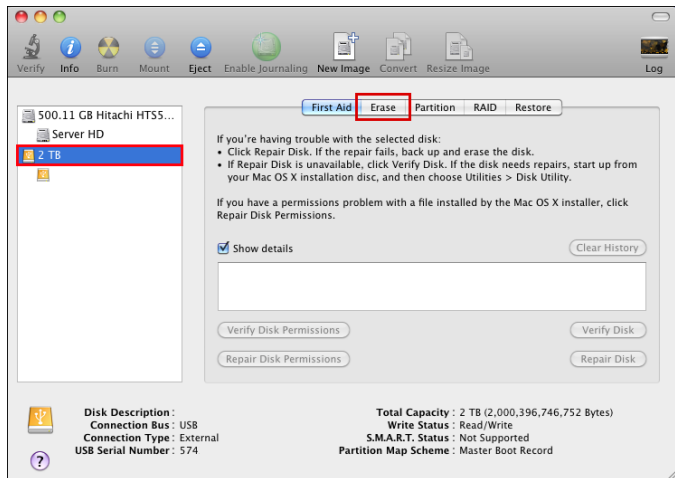 Verify Info Burn Mount Eject Enable Journaling New Image Convert Resize Image Log
500.11 GB Hitachi HTS5...
Server HD
2 TB
First Aid Erase Partition RAID Restore
If you're having trouble with the selected disk:
• Click Repair Disk. If the repair fails, back up and erase the disk.
• If Repair Disk is unavailable, click Verify Disk. If the disk needs repairs, start up from
your Mac OS X installation disc, and then choose Utilities > Disk Utility.
If you have a permissions problem with a file installed by the Mac OS X installer, click
Repair Disk Permissions.
Show details Clear History
Verify Disk Permissions Verify Disk
Repair Disk Permissions Repair Disk
Disk Description : Total Capacity : 2 TB (2,000,396,746,752 Bytes)
Connection Bus : USB Write Status : Read/Write
Connection Type : External S.M.A.R.T. Status : Not Supported
USB Serial Number : 574 Partition Map Scheme : Master Boot Record
?